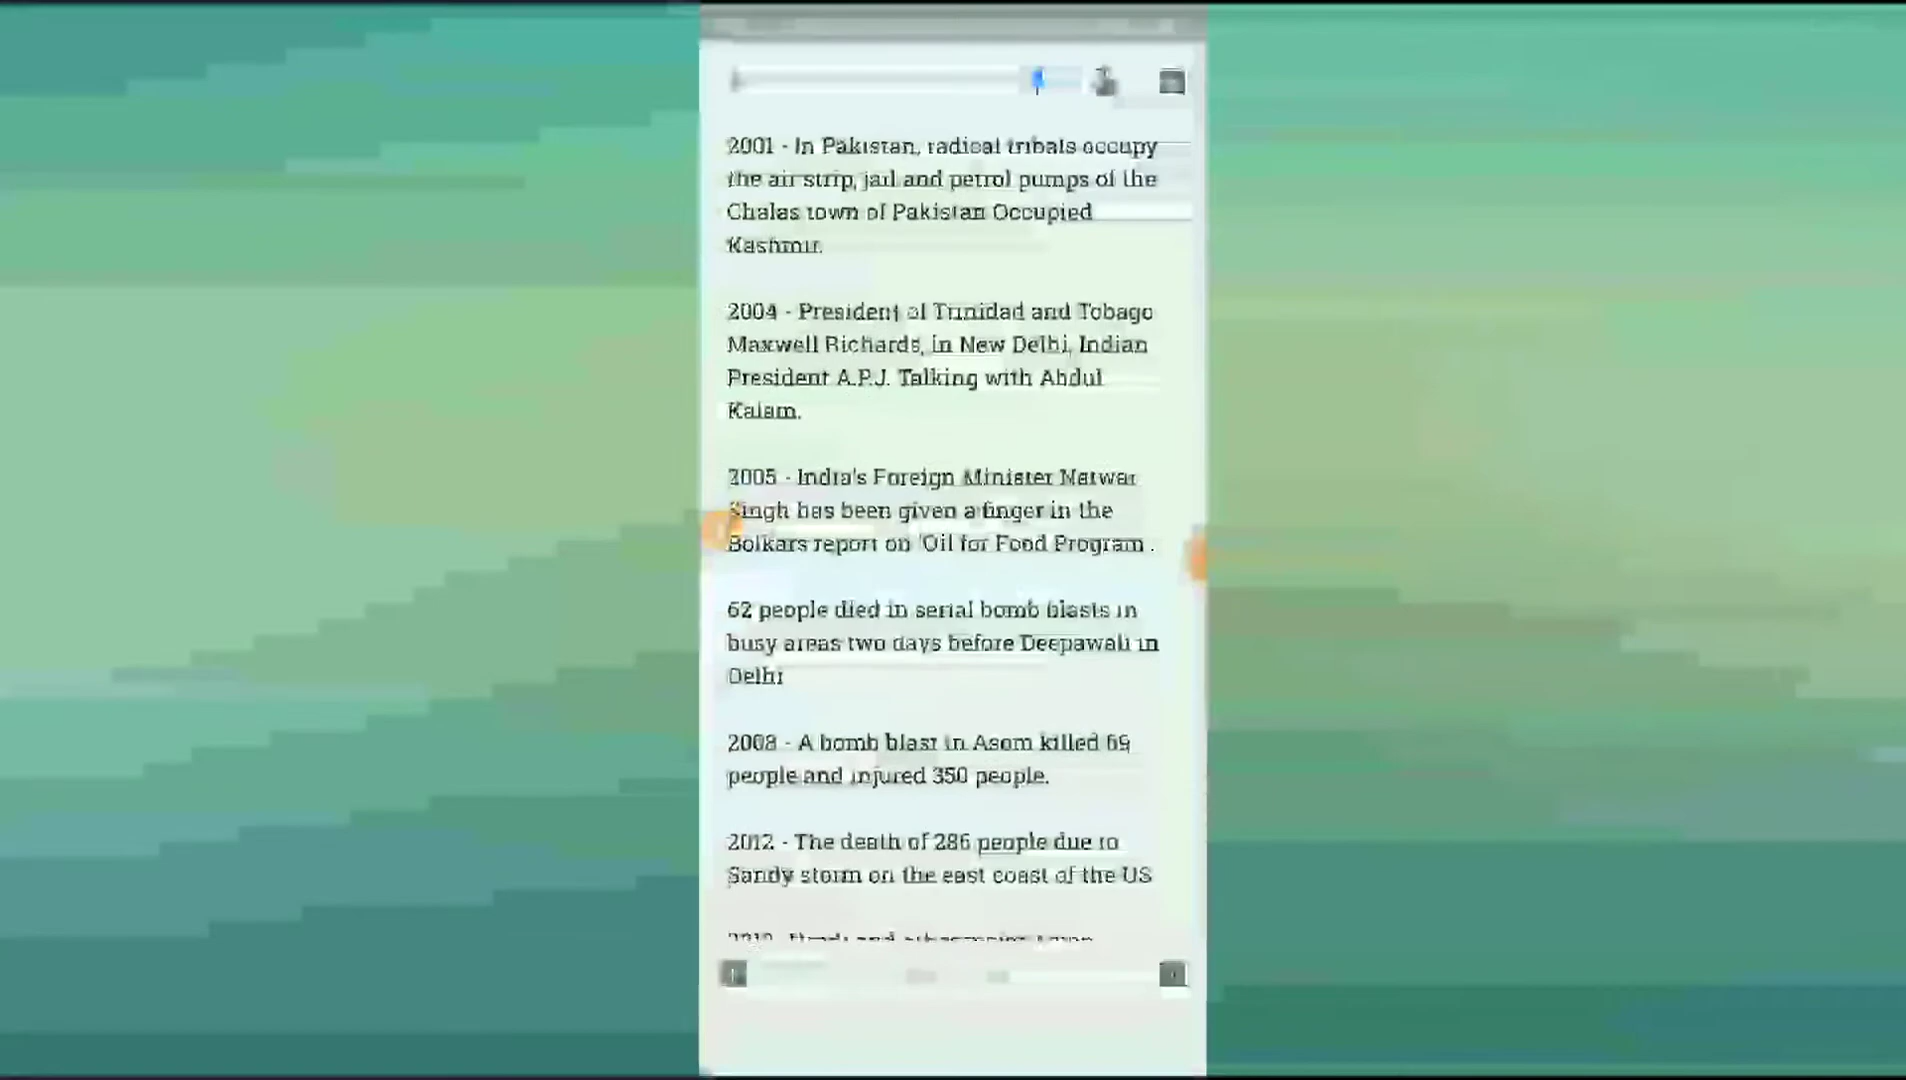 2001 - In Pakistan, radical tribals occupy
the air strip, jail and petrol pumps of the
Chalas town of Pakistan Occupied
Kashmir.
2004 - President of Trinidad and Tobago
Maxwell Richards, in New Delhi, Indian
President A.P.J. Talking with Abdul
Kalam.
2005 - India's Foreign Minister Natwar
Singh has been given a finger in the
Bolkars report on 'Oil for Food Program'.
62 people died in serial bomb blasts in
busy areas two days before Deepawali in
Delhi
2008 - A bomb blast in Asom killed 69
people and injured 350 people.
2012 - The death of 286 people due to
Sandy storm on the east coast of the US